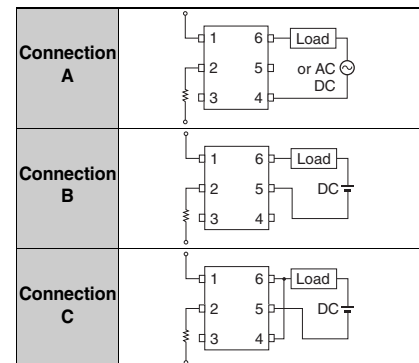 Connection
A
1 6 Load
2 5 or AC
DC
3 4
Connection
B
1 6 Load
2 5 DC
3 4
Connection
C
1 6 Load
2 5 DC
3 4